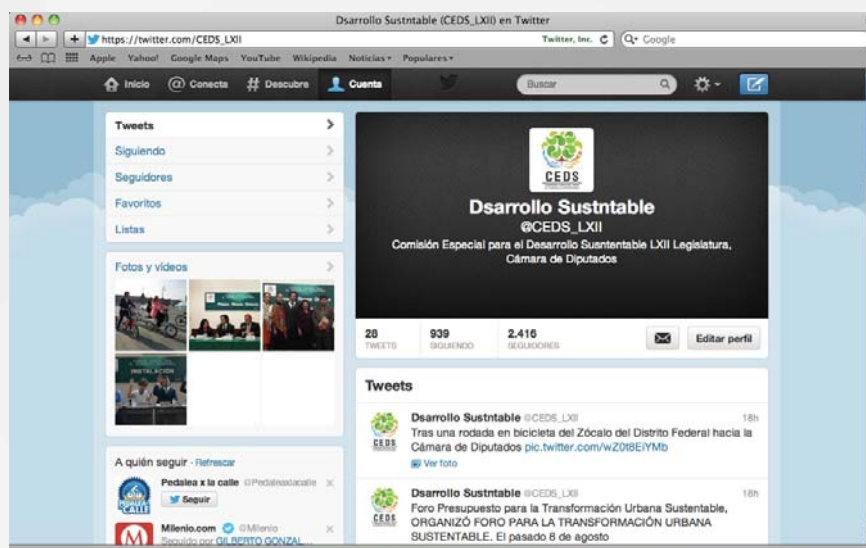 Dsarrollo Sustntable (CEDS_LXII) en Twitter
https://twitter.com/CEDS_LXII
Twitter, Inc.
Google
Apple Yahoo! Google Maps YouTube Wikipedia Noticias Populares
Inicio
Conecta
Descubre
Cuenta
Buscar
Tweets
Siguiendo
Seguidores
Favoritos
Listas
Fotos y vídeos
INSTALACIÓN
A quién seguir · Refrescar
Pedalea x la calle @Pedaleaxlacalle
Seguir
Milenio.com @Milenio
Seguido por GILBERTO GONZAL...
CEDS
Dsarrollo Sustntable
@CEDS_LXII
Comisión Especial para el Desarrollo Susntentable LXII Legislatura,
Cámara de Diputados
28 TWEETS
939 SIGUIENDO
2.416 SEGUIDORES
Editar perfil
Tweets
CEDS
Dsarrollo Sustntable @CEDS_LXII 18h
Tras una rodada en bicicleta del Zócalo del Distrito Federal hacia la
Cámara de Diputados pic.twitter.com/wZ0t8EiYMb
Ver foto
CEDS
Dsarrollo Sustntable @CEDS_LXII 18h
Foro Presupuesto para la Transformación Urbana Sustentable,
ORGANIZÓ FORO PARA LA TRANSFORMACIÓN URBANA
SUSTENTABLE. El pasado 8 de agosto